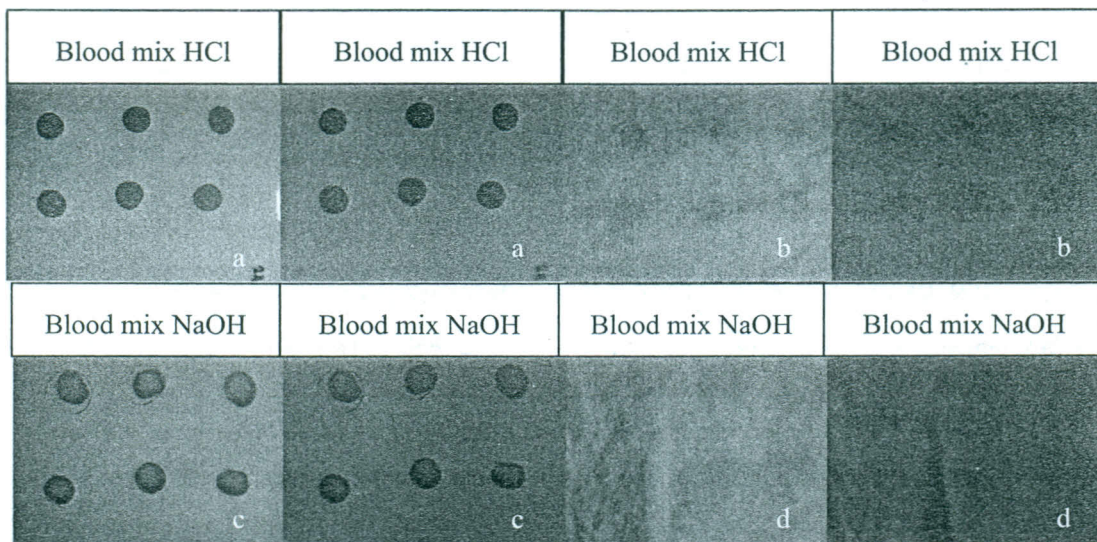 Blood mix HCl Blood mix HCl Blood mix HCl Blood mix HCl
a a b b
Blood mix NaOH Blood mix NaOH Blood mix NaOH Blood mix NaOH
c c d d